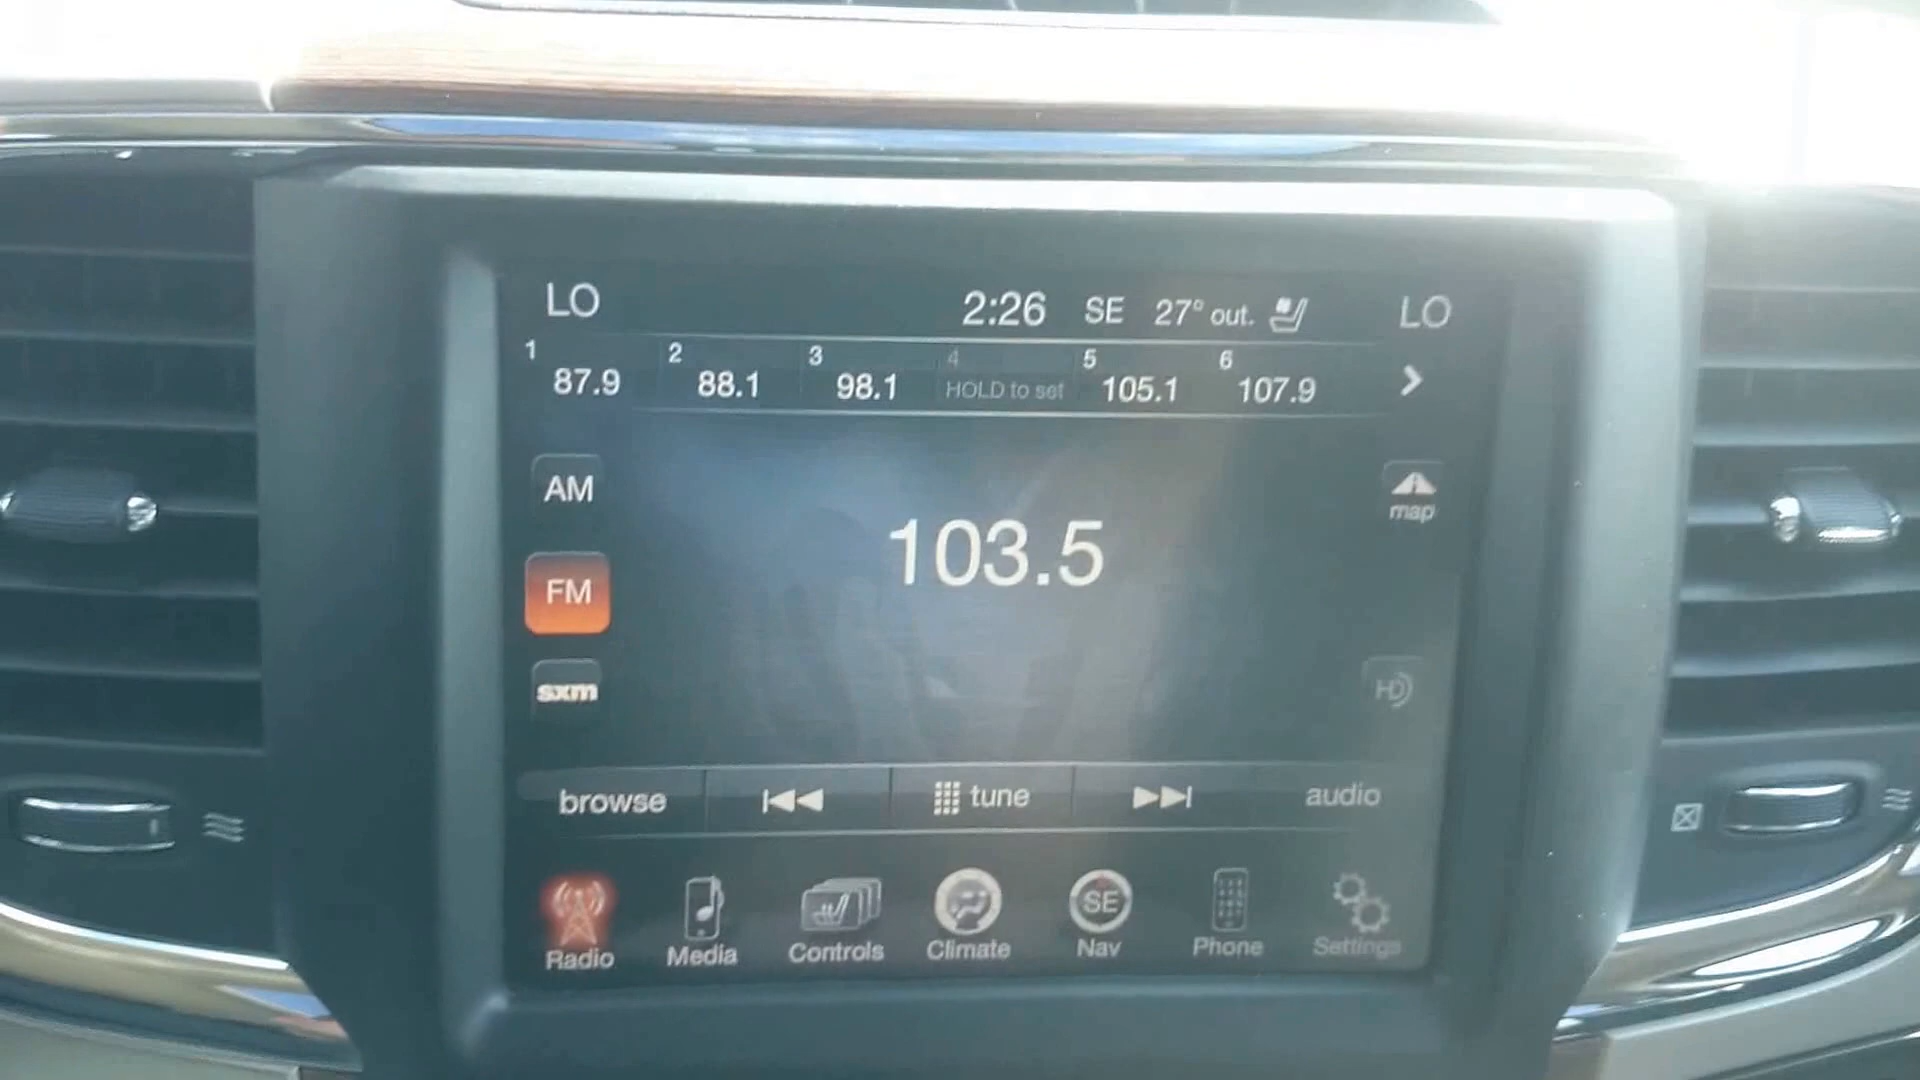 LO 2:26 SE 27° out. LO
1 87.9 2 88.1 3 98.1 4 HOLD to set 5 105.1 6 107.9
AM
map
103.5
FM
sxm
HD
browse tune audio
Radio Media Controls Climate SE Nav Phone Settings